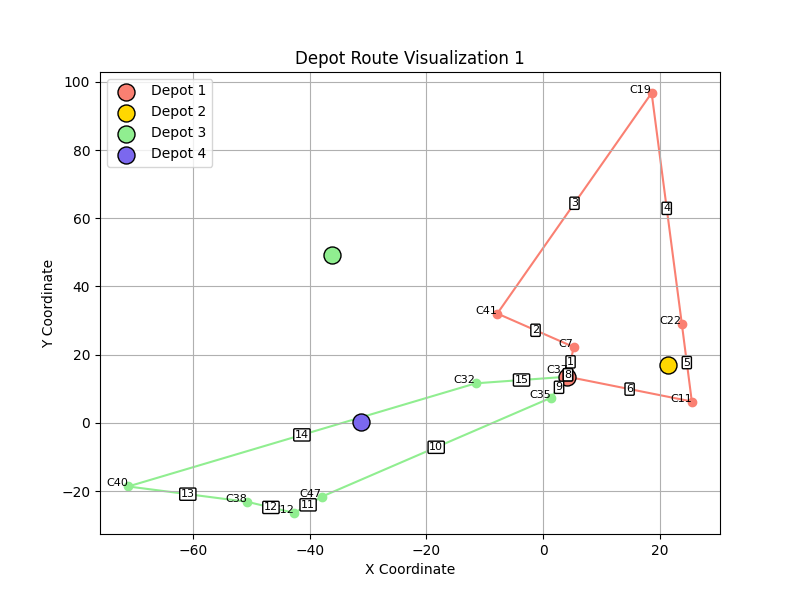 Depot Route Visualization 1
Depot 1
Depot 2
Depot 3
Depot 4
Y Coordinate
100
80
60
40
20
0
−20
C19
3
4
C41
2
C7
C22
1
5
8
C32
15
9
6
C35
C11
14
10
C40
13
C38
C47
12
11
−60
−40
−20
0
20
X Coordinate